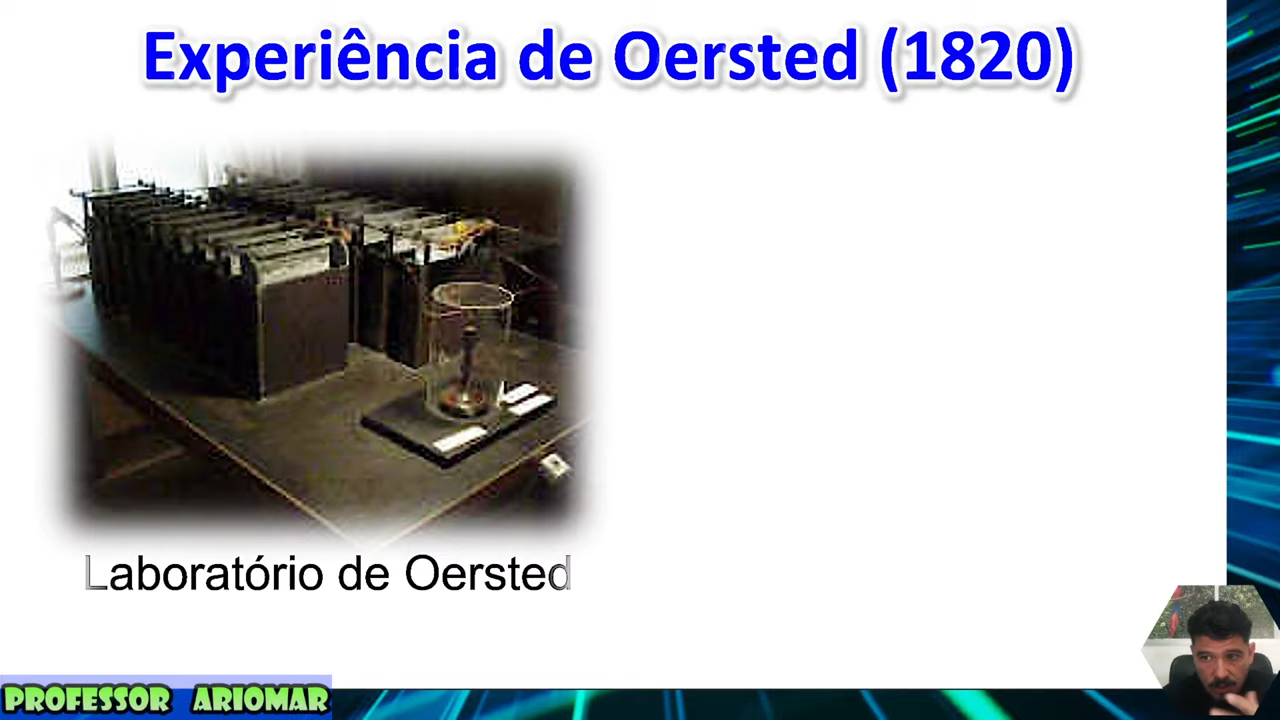 Experiência de Oersted (1820)
Laboratório de Oersted
PROFESSOR ARIOMAR